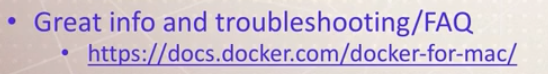 • Great info and troubleshooting/FAQ
• https://docs.docker.com/docker-for-mac/